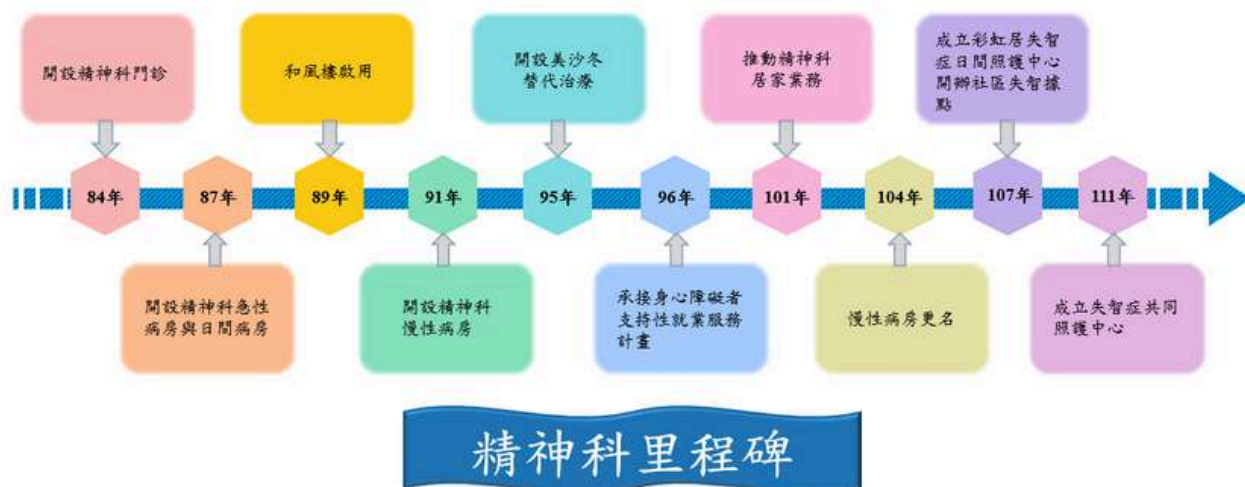 開設精神科門診
和風樓啟用
開設美沙冬
替代治療
推動精神科
居家業務
成立彩虹居失智
症日間照護中心
開辦社區失智據
點
84年
87年
89年
91年
95年
96年
101年
104年
107年
111年
開設精神科急性
病房與日間病房
開設精神科
慢性病房
承接身心障礙者
支持性就業服務
計畫
慢性病房更名
成立失智症共同
照護中心
精神科里程碑